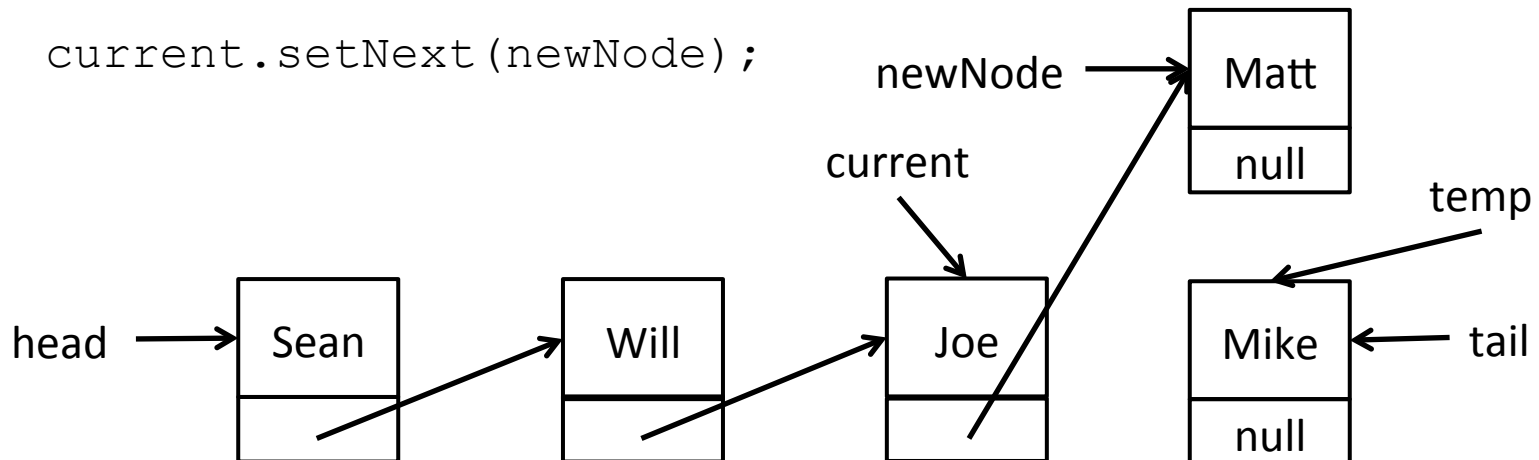 current.setNext(newNode);
newNode
Matt
null
current
temp
head
Sean
Will
Joe
Mike
tail
null